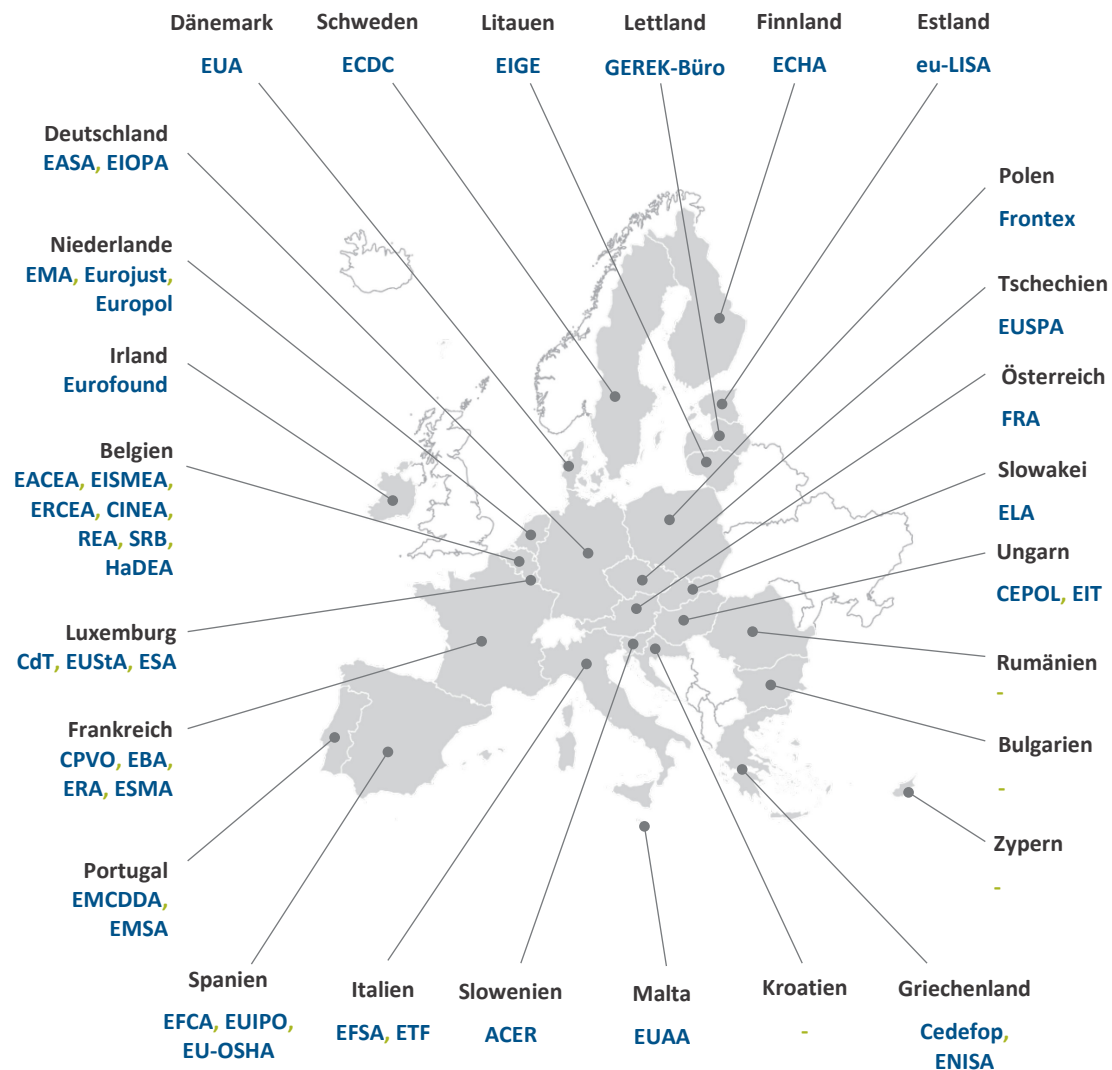 Dänemark
EUA
Schweden
ECDC
Litauen
EIGE
Lettland
GEREK-Büro
Finnland
ECHA
Estland
eu-LISA
Deutschland
EASA, EIOPA
Niederlande
EMA, Eurojust,
Europol
Irland
Eurofound
Belgien
EACEA, EISMEA,
ERCEA, CINEA,
REA, SRB,
HaDEA
Luxemburg
CdT, EUStA, ESA
Frankreich
CPVO, EBA,
ERA, ESMA
Portugal
EMCDDA,
EMSA
Polen
Frontex
Tschechien
EUSPA
Österreich
FRA
Slowakei
ELA
Ungarn
CEPOL, EIT
Rumänien
-
Bulgarien
-
Zypern
-
Spanien
EFCA, EUIPO,
EU-OSHA
Italien
EFSA, ETF
Slowenien
ACER
Malta
EUAA
Kroatien
-
Griechenland
Cedefop,
ENISA